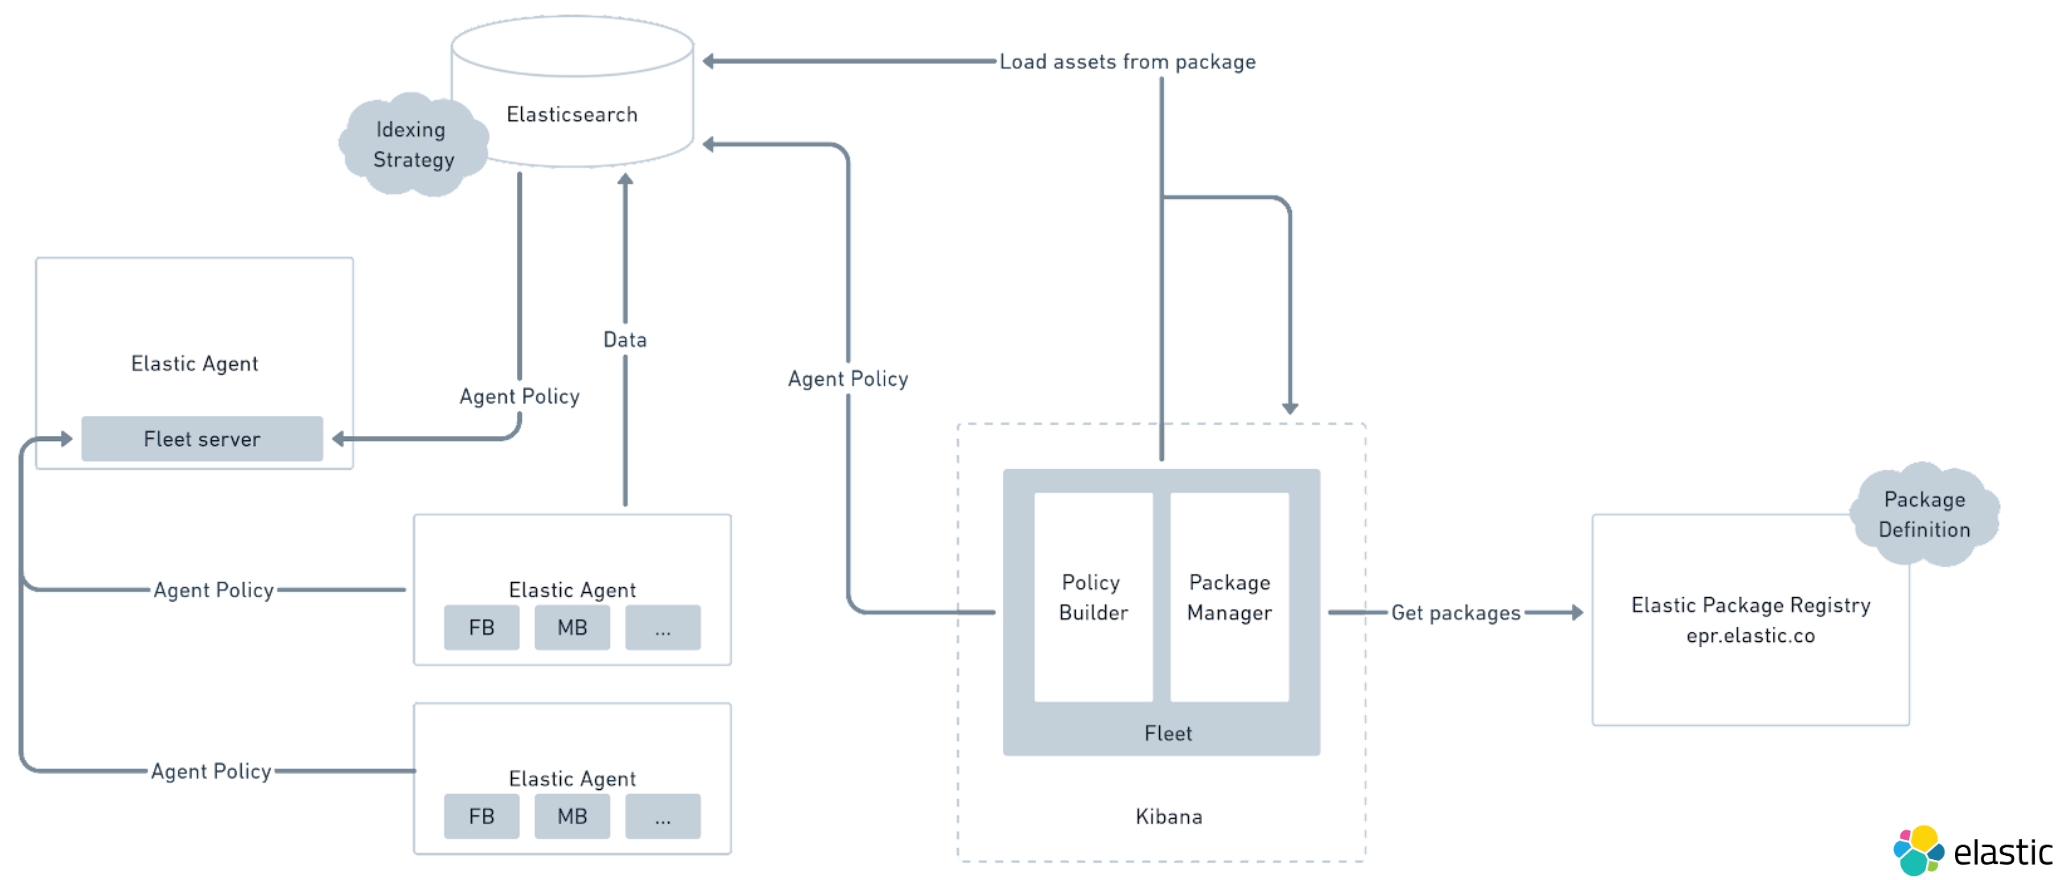 Load assets from package
Elasticsearch
Idexing
Strategy
Data
Elastic Agent
Agent Policy
Agent Policy
Fleet server
Package
Definition
Agent Policy
Elastic Agent
FB
MB
...
Policy
Builder
Package
Manager
Fleet
Kibana
Get packages
Elastic Package Registry
epr.elastic.co
Agent Policy
Elastic Agent
FB
MB
...
elastic